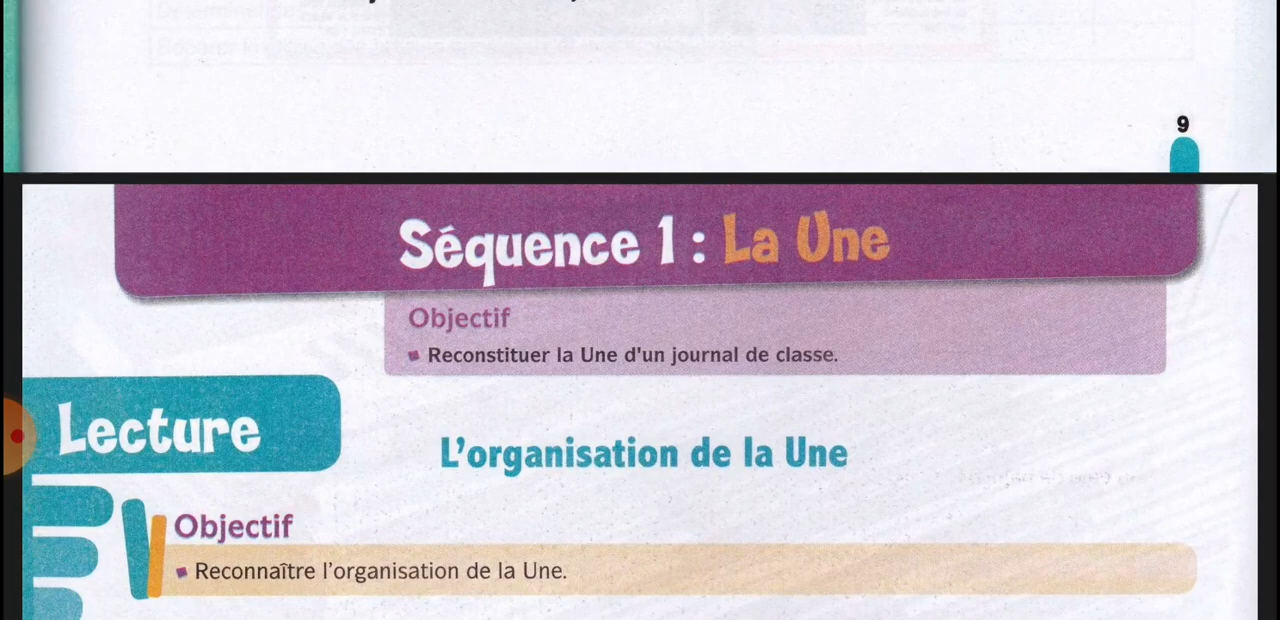 9
Séquence 1 : La Une
Objectif
▪ Reconstituer la Une d'un journal de classe.
Lecture
L'organisation de la Une
Objectif
▪ Reconnaître l'organisation de la Une.